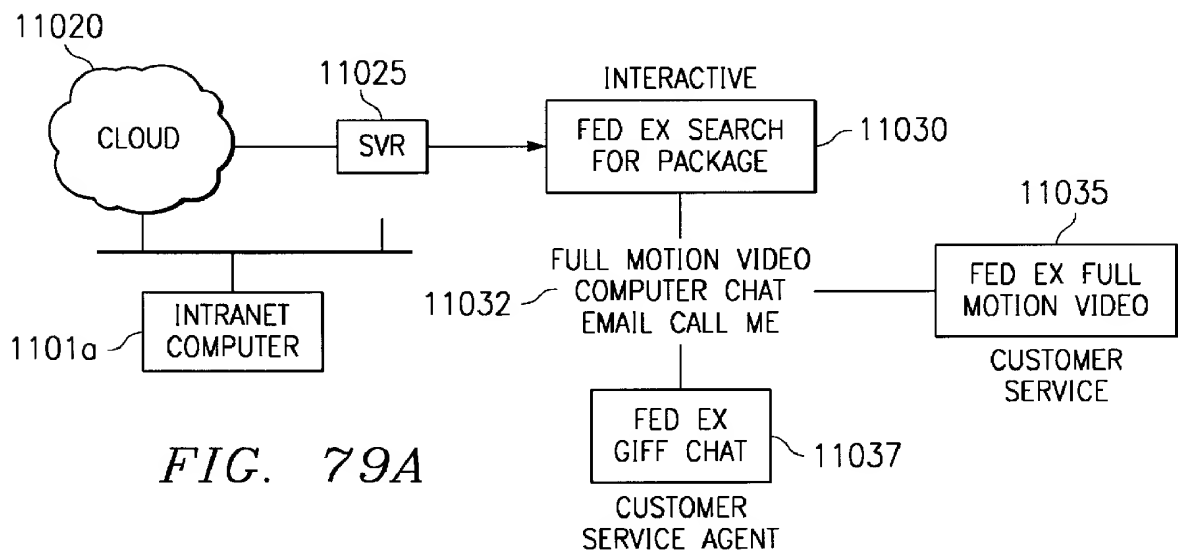 11020
CLOUD
11025
SVR
INTERACTIVE
FED EX SEARCH
FOR PACKAGE
11030
11035
FED EX FULL
MOTION VIDEO
CUSTOMER
SERVICE
FULL MOTION VIDEO
COMPUTER CHAT
EMAIL CALL ME
11032
INTRANET
COMPUTER
1101a
FED EX
GIFF CHAT
11037
CUSTOMER
SERVICE AGENT
FIG. 79A